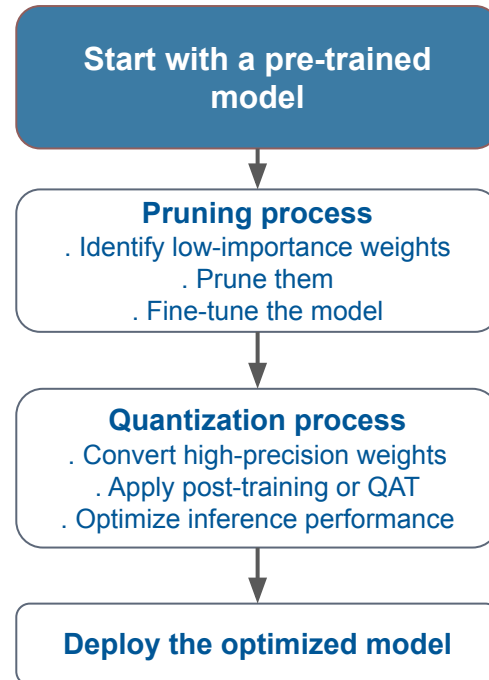 Start with a pre-trained
model
Pruning process
. Identify low-importance weights
. Prune them
. Fine-tune the model
Quantization process
. Convert high-precision weights
. Apply post-training or QAT
. Optimize inference performance
Deploy the optimized model